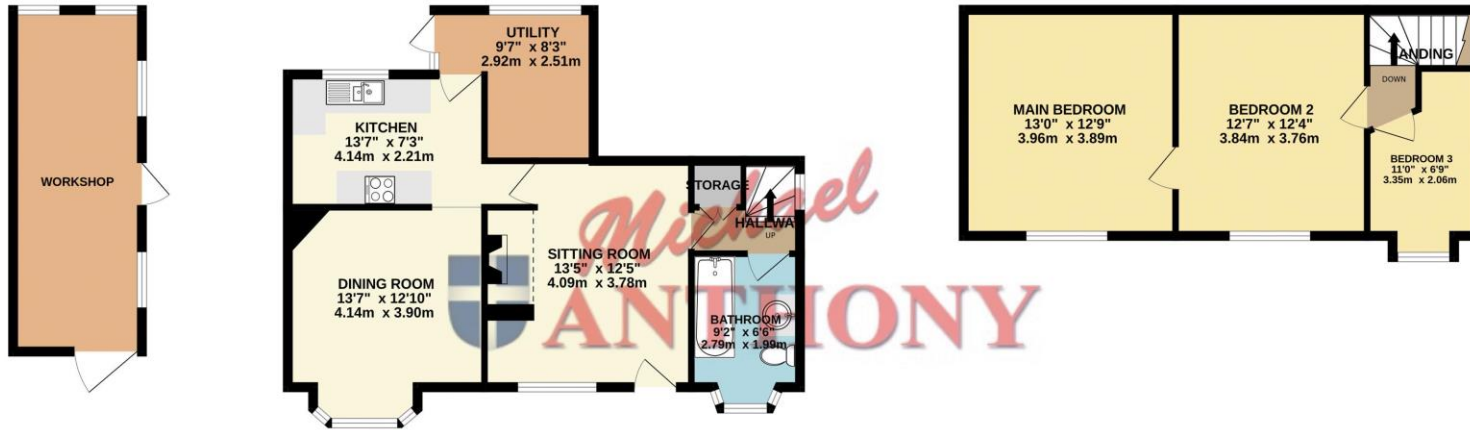 WORKSHOP
UTILITY
9'7" x 8'3"
2.92m x 2.51m
KITCHEN
13'7" x 7'3"
4.14m x 2.21m
DINING ROOM
13'7" x 12'10"
4.14m x 3.90m
SITTING ROOM
13'5" x 12'5"
4.09m x 3.78m
STORAGE
HALLWA
UP
BATHROOM
9'2" x 6'6"
2.79m x 1.99m
Michael
ANTHONY
MAIN BEDROOM
13'0" x 12'9"
3.96m x 3.89m
BEDROOM 2
12'7" x 12'4"
3.84m x 3.76m
ANDING
DOWN
BEDROOM 3
11'0" x 6'9"
3.35m x 2.06m